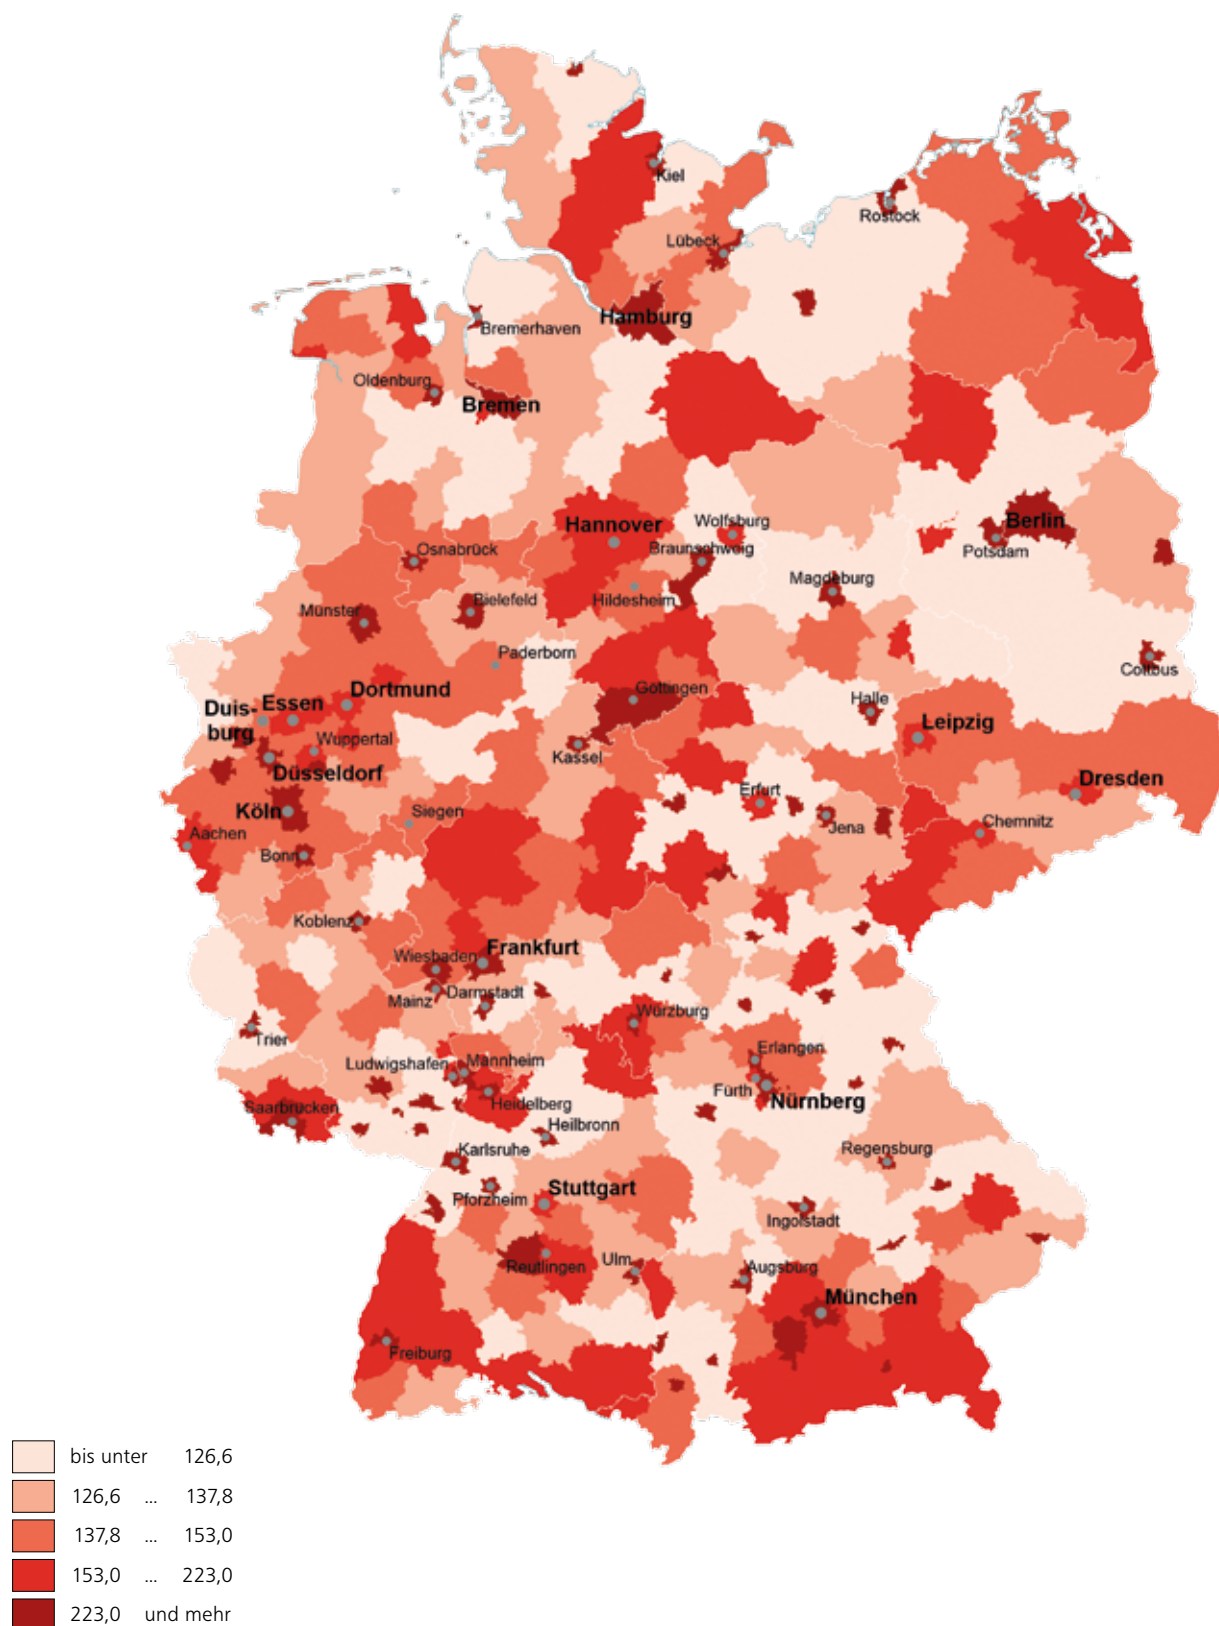 Kiel
Rostock
Lübeck
Hamburg
Bremerhaven
Oldenburg
Bremen
Hannover
Wolfsburg
Berlin
Potsdam
Osnabrück
Braunschweig
Magdeburg
Bielefeld
Hildesheim
Münster
Paderborn
Cottbus
Göttingen
Halle
Dortmund
Duis-
burg
Essen
Leipzig
Wuppertal
Kassel
Düsseldorf
Dresden
Erfurt
Köln
Siegen
Jena
Chemnitz
Aachen
Bonn
Koblenz
Wiesbaden
Frankfurt
Mainz
Darmstadt
Würzburg
Trier
Erlangen
Ludwigshafen
Mannheim
Fürth
Nürnberg
Heidelberg
Saarbrücken
Heilbronn
Karlsruhe
Regensburg
Pforzheim
Stuttgart
Ingolstadt
Reutlingen
Ulm
Augsburg
München
Freiburg
bis unter 126,6
126,6 ... 137,8
137,8 ... 153,0
153,0 ... 223,0
223,0 und mehr